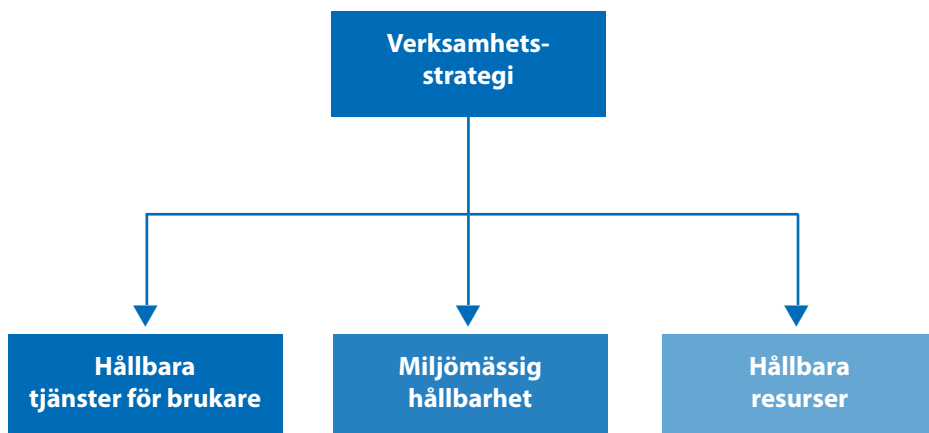 Verksamhets-
strategi
Hållbara
tjänster för brukare
Miljömässig
hållbarhet
Hållbara
resurser